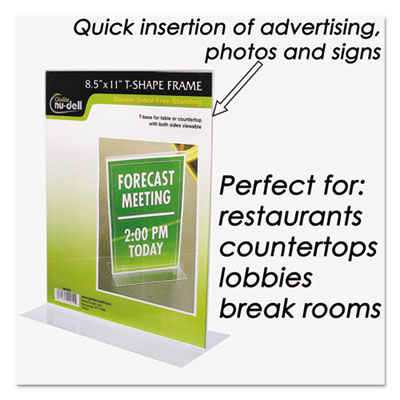 Quick insertion of advertising,
photos and signs
Glolite
nu-dell
8.5"x11" T-SHAPE FRAME
Double-Sided Free Standing
T-base for table or countertop
with both sides viewable
FORECAST
MEETING
2:00 PM
TODAY
Perfect for:
restaurants
countertops
lobbies
break rooms